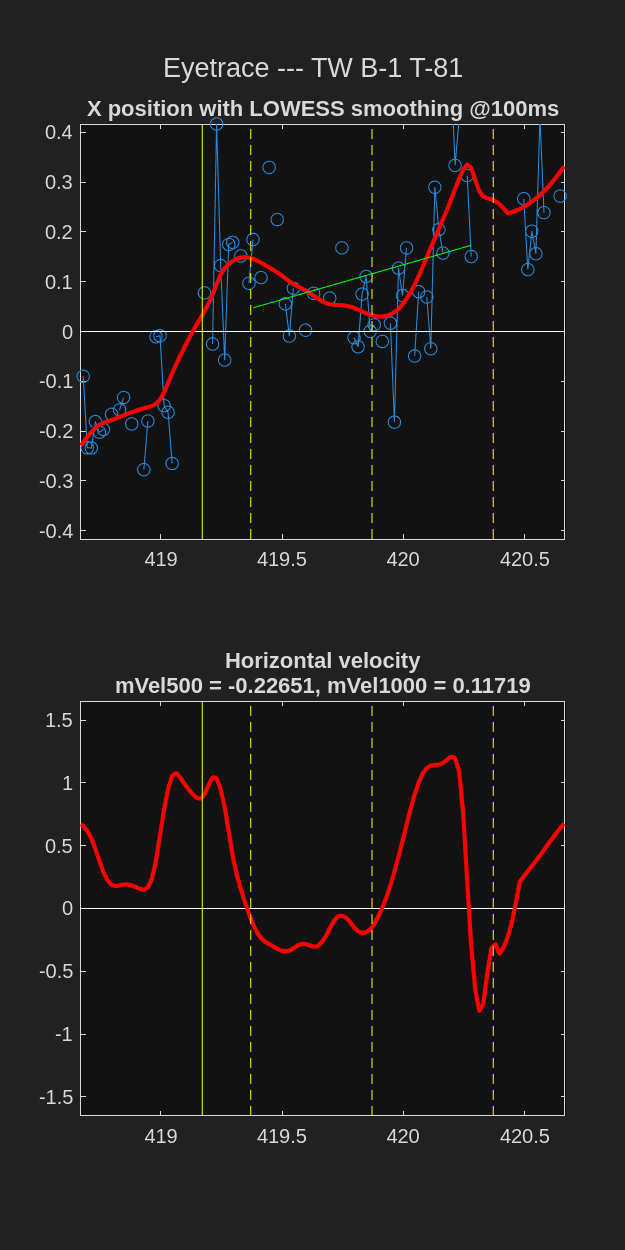 Eyetrace --- TW B-1 T-81
X position with LOWESS smoothing @100ms
0.4
0.3
0.2
0.1
0
-0.1
-0.2
-0.3
-0.4
419 419.5 420 420.5
Horizontal velocity
mVel500 = -0.22651, mVel1000 = 0.11719
1.5
1
0.5
0
-0.5
-1
-1.5
419 419.5 420 420.5